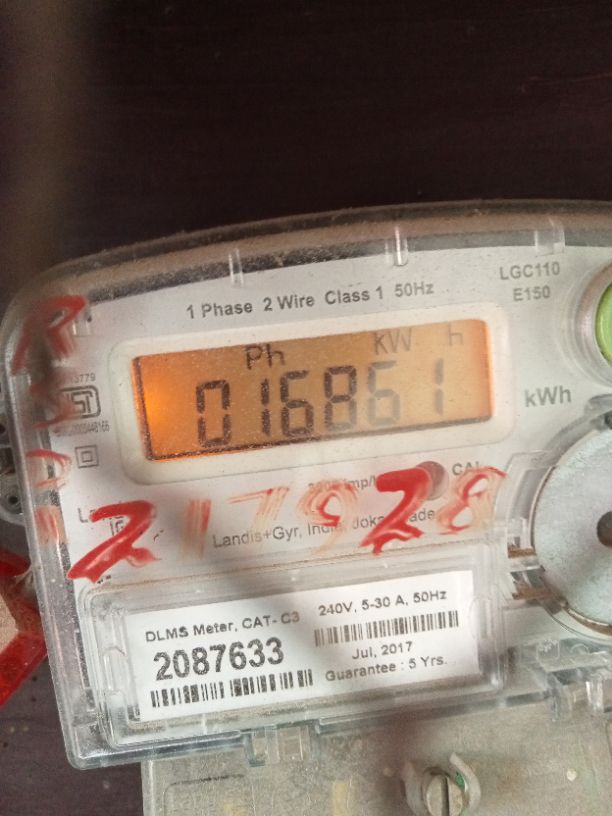 1 Phase 2 Wire Class 1 50Hz
LGC110
E150
Ph kW h
016861
kWh
217928
Landis+Gyr, India
DLMS Meter, CAT- C3
240V, 5-30 A, 50Hz
2087633
Jul, 2017
Guarantee : 5 Yrs.